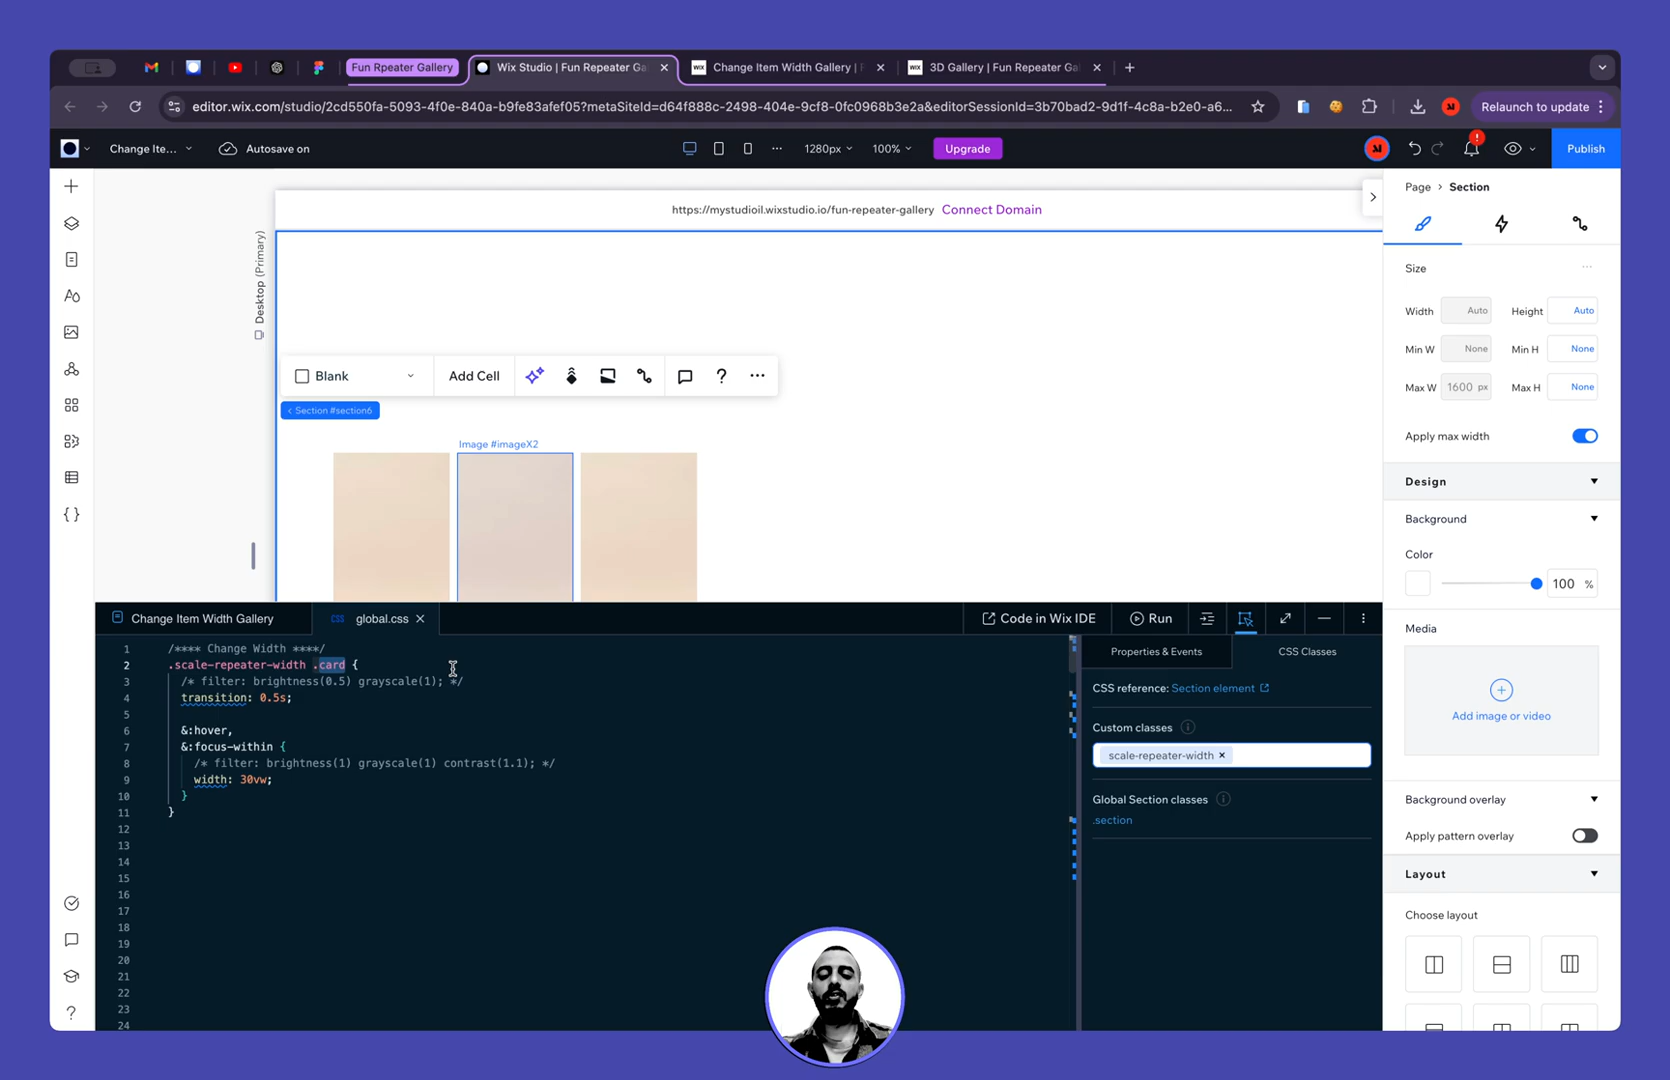 Fun Rpeater Gallery
Wix Studio | Fun Repeater Ga
WIX Change Item Width Gallery |
WIX 3D Gallery | Fun Repeater Ga
editor.wix.com/studio/2cd550fa-5093-4f0e-840a-b9fe83afef05?metaSiteId=d64f888c-2498-404e-9cf8-0fc0968b3e2a&editorSessionId=3b70bad2-9d1f-4c8a-b2e0-a6...
Relaunch to update
Change Ite...
Autosave on
1280px
100%
Upgrade
Publish
https://mystudioil.wixstudio.io/fun-repeater-gallery Connect Domain
Desktop (Primary)
Blank
Add Cell
< Section #section6
Image #imageX2
Page > Section
Size
Width Auto Height Auto
Min W None Min H None
Max W 1600 px Max H None
Apply max width
Design
Background
Color
100 %
Media
Add image or video
Background overlay
Apply pattern overlay
Layout
Choose layout
Change Item Width Gallery
CSS global.css
Code in Wix IDE
Run
1 /**** Change Width ****/
2 .scale-repeater-width .card {
3 /* filter: brightness(0.5) grayscale(1); */
4 transition: 0.5s;
5
6 &:hover,
7 &:focus-within {
8 /* filter: brightness(1) grayscale(1) contrast(1.1); */
9 width: 30vw;
10 }
11 }
12
13
14
15
16
17
18
19
20
21
22
23
24
Properties & Events
CSS Classes
CSS reference: Section element
Custom classes
scale-repeater-width
Global Section classes
.section